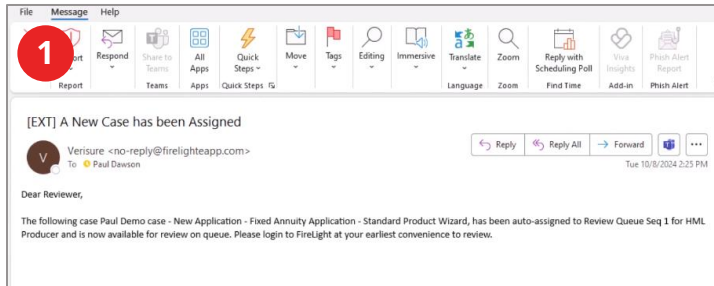 File Message Help
1
ort Respond Share to Teams All Apps Quick Steps Move Tags Editing Immersive Translate Zoom Reply with Scheduling Poll Viva Insights Phish Alert Report
Report Teams Apps Quick Steps Language Zoom Find Time Add-in Phish Alert
[EXT] A New Case has been Assigned
V
Verisure <no-reply@firelighteapp.com>
To Paul Dawson
Reply Reply All Forward
Tue 10/8/2024 2:25 PM
Dear Reviewer,
The following case Paul Demo case - New Application - Fixed Annuity Application - Standard Product Wizard, has been auto-assigned to Review Queue Seq 1 for HML
Producer and is now available for review on queue. Please login to FireLight at your earliest convenience to review.